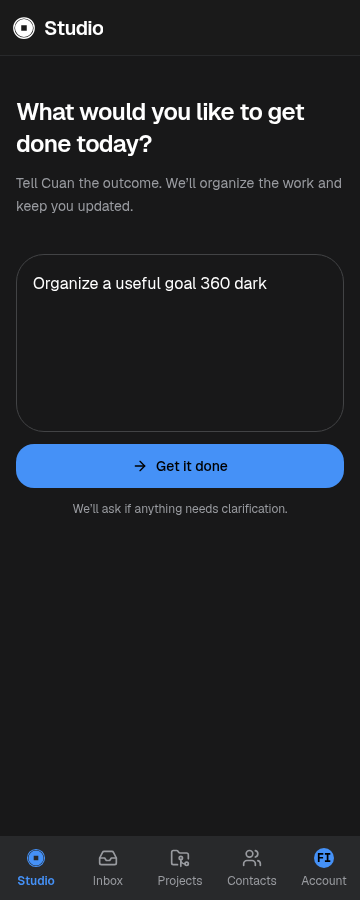 Studio
What would you like to get
done today?
Tell Cuan the outcome. We'll organize the work and
keep you updated.
Organize a useful goal 360 dark
Get it done
We'll ask if anything needs clarification.
Studio
Inbox
Projects
Contacts
FI
Account